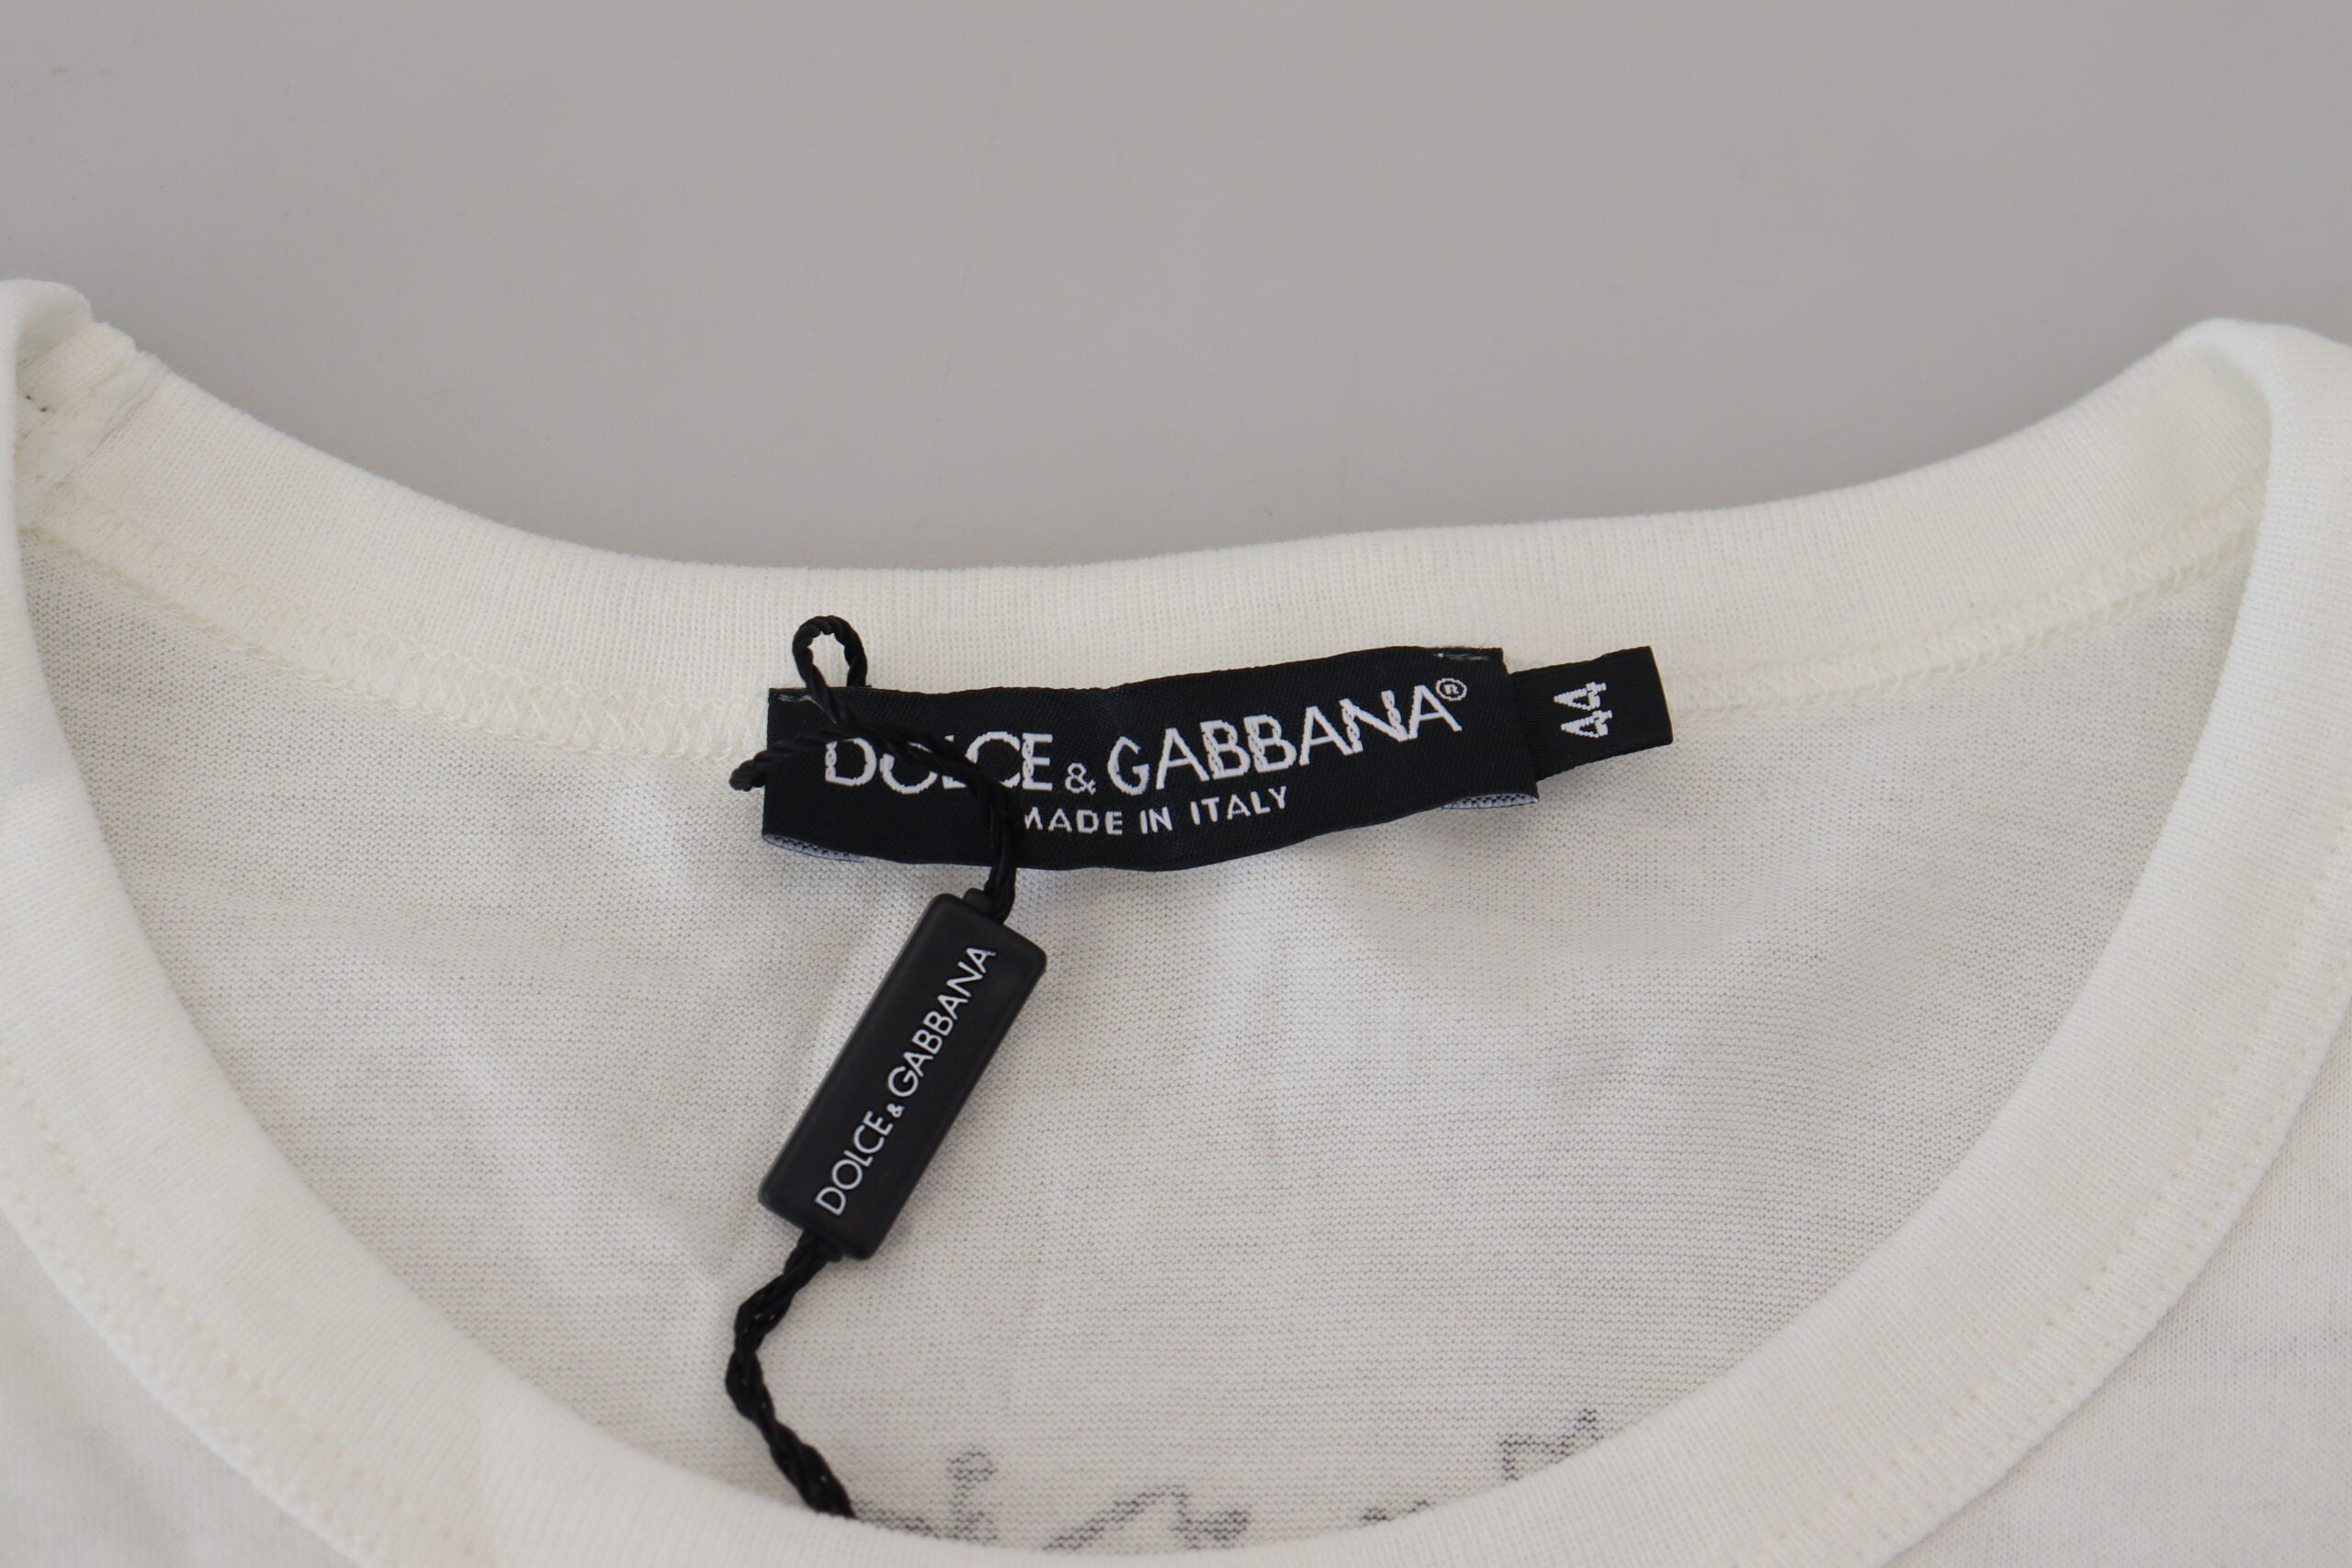 DOLCE & GABBANA®
MADE IN ITALY
44
DOLCE & GABBANA